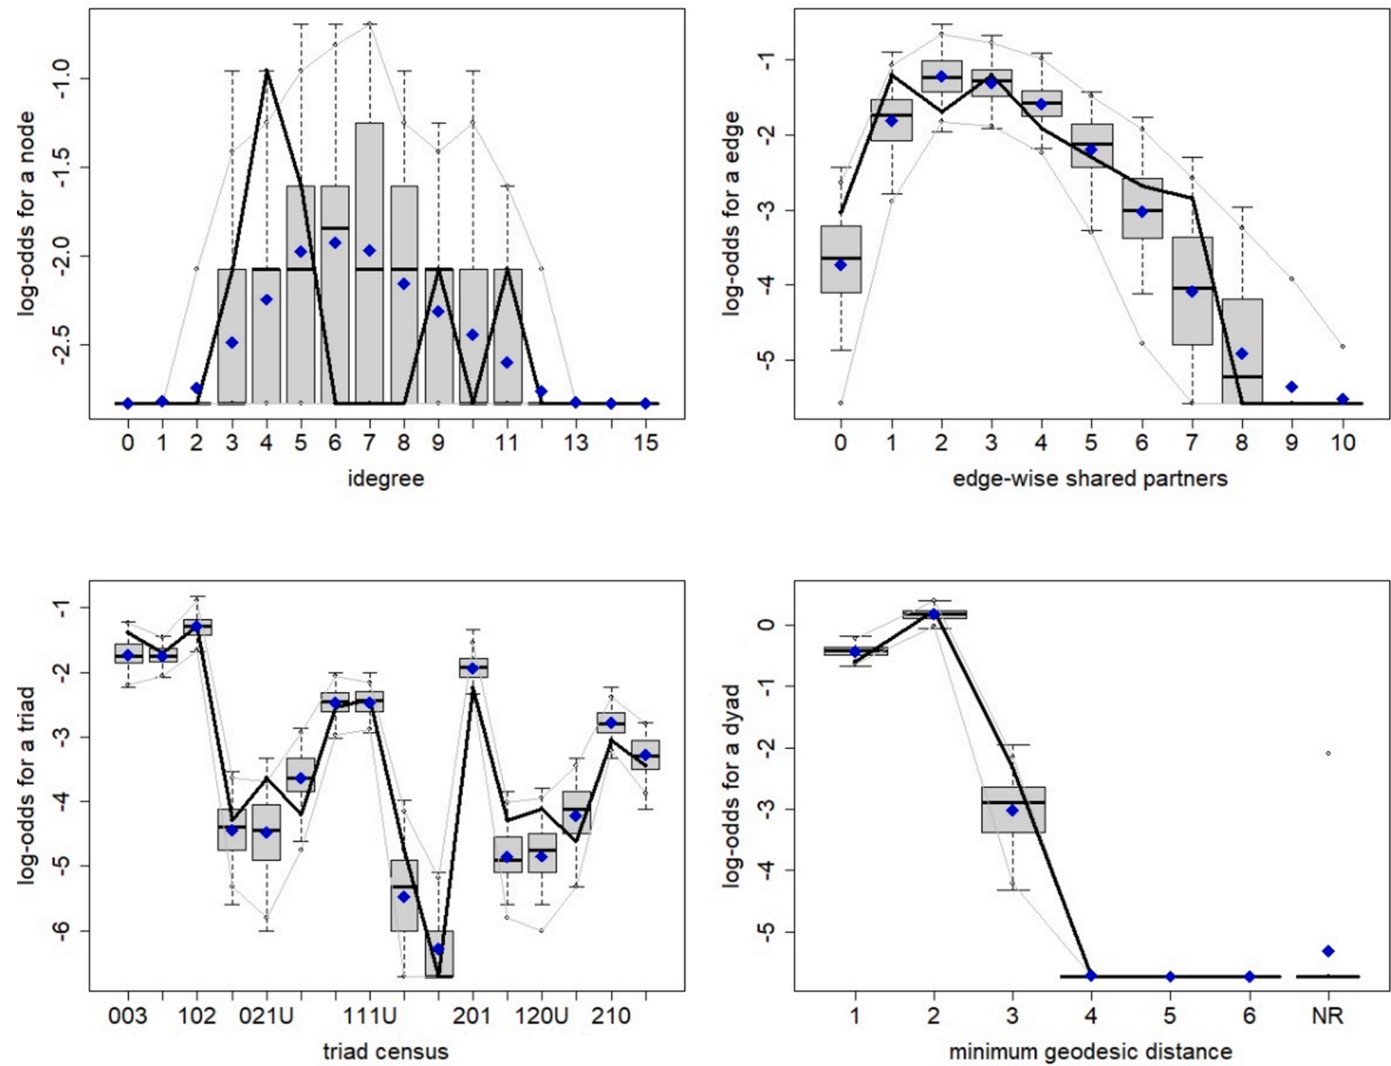 log-odds for a node
-1.0
-1.5
-2.0
-2.5
0 1 2 3 4 5 6 7 8 9 11 13 15
idegree
log-odds for a edge
-1
-2
-3
-4
-5
0 1 2 3 4 5 6 7 8 9 10
edge-wise shared partners
log-odds for a triad
-1
-2
-3
-4
-5
-6
003 102 021U 111U 201 120U 210
triad census
log-odds for a dyad
0
-1
-2
-3
-4
-5
1 2 3 4 5 6 NR
minimum geodesic distance